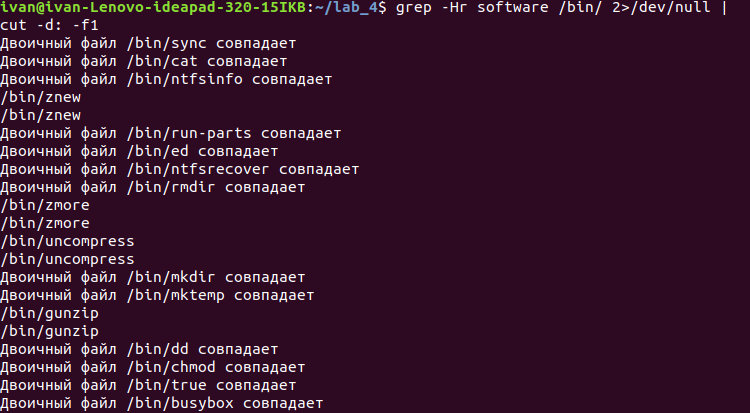 ivan@ivan-Lenovo-ideapad-320-15IKB:~/lab_4$ grep -Hr software /bin/ 2>/dev/null |
cut -d: -f1
Двоичный файл /bin/sync совпадает
Двоичный файл /bin/cat совпадает
Двоичный файл /bin/ntfsinfo совпадает
/bin/znew
/bin/znew
Двоичный файл /bin/run-parts совпадает
Двоичный файл /bin/ed совпадает
Двоичный файл /bin/ntfsrecover совпадает
Двоичный файл /bin/rmdir совпадает
/bin/zmore
/bin/zmore
/bin/uncompress
/bin/uncompress
Двоичный файл /bin/mkdir совпадает
Двоичный файл /bin/mktemp совпадает
/bin/gunzip
/bin/gunzip
Двоичный файл /bin/dd совпадает
Двоичный файл /bin/chmod совпадает
Двоичный файл /bin/true совпадает
Двоичный файл /bin/busybox совпадает